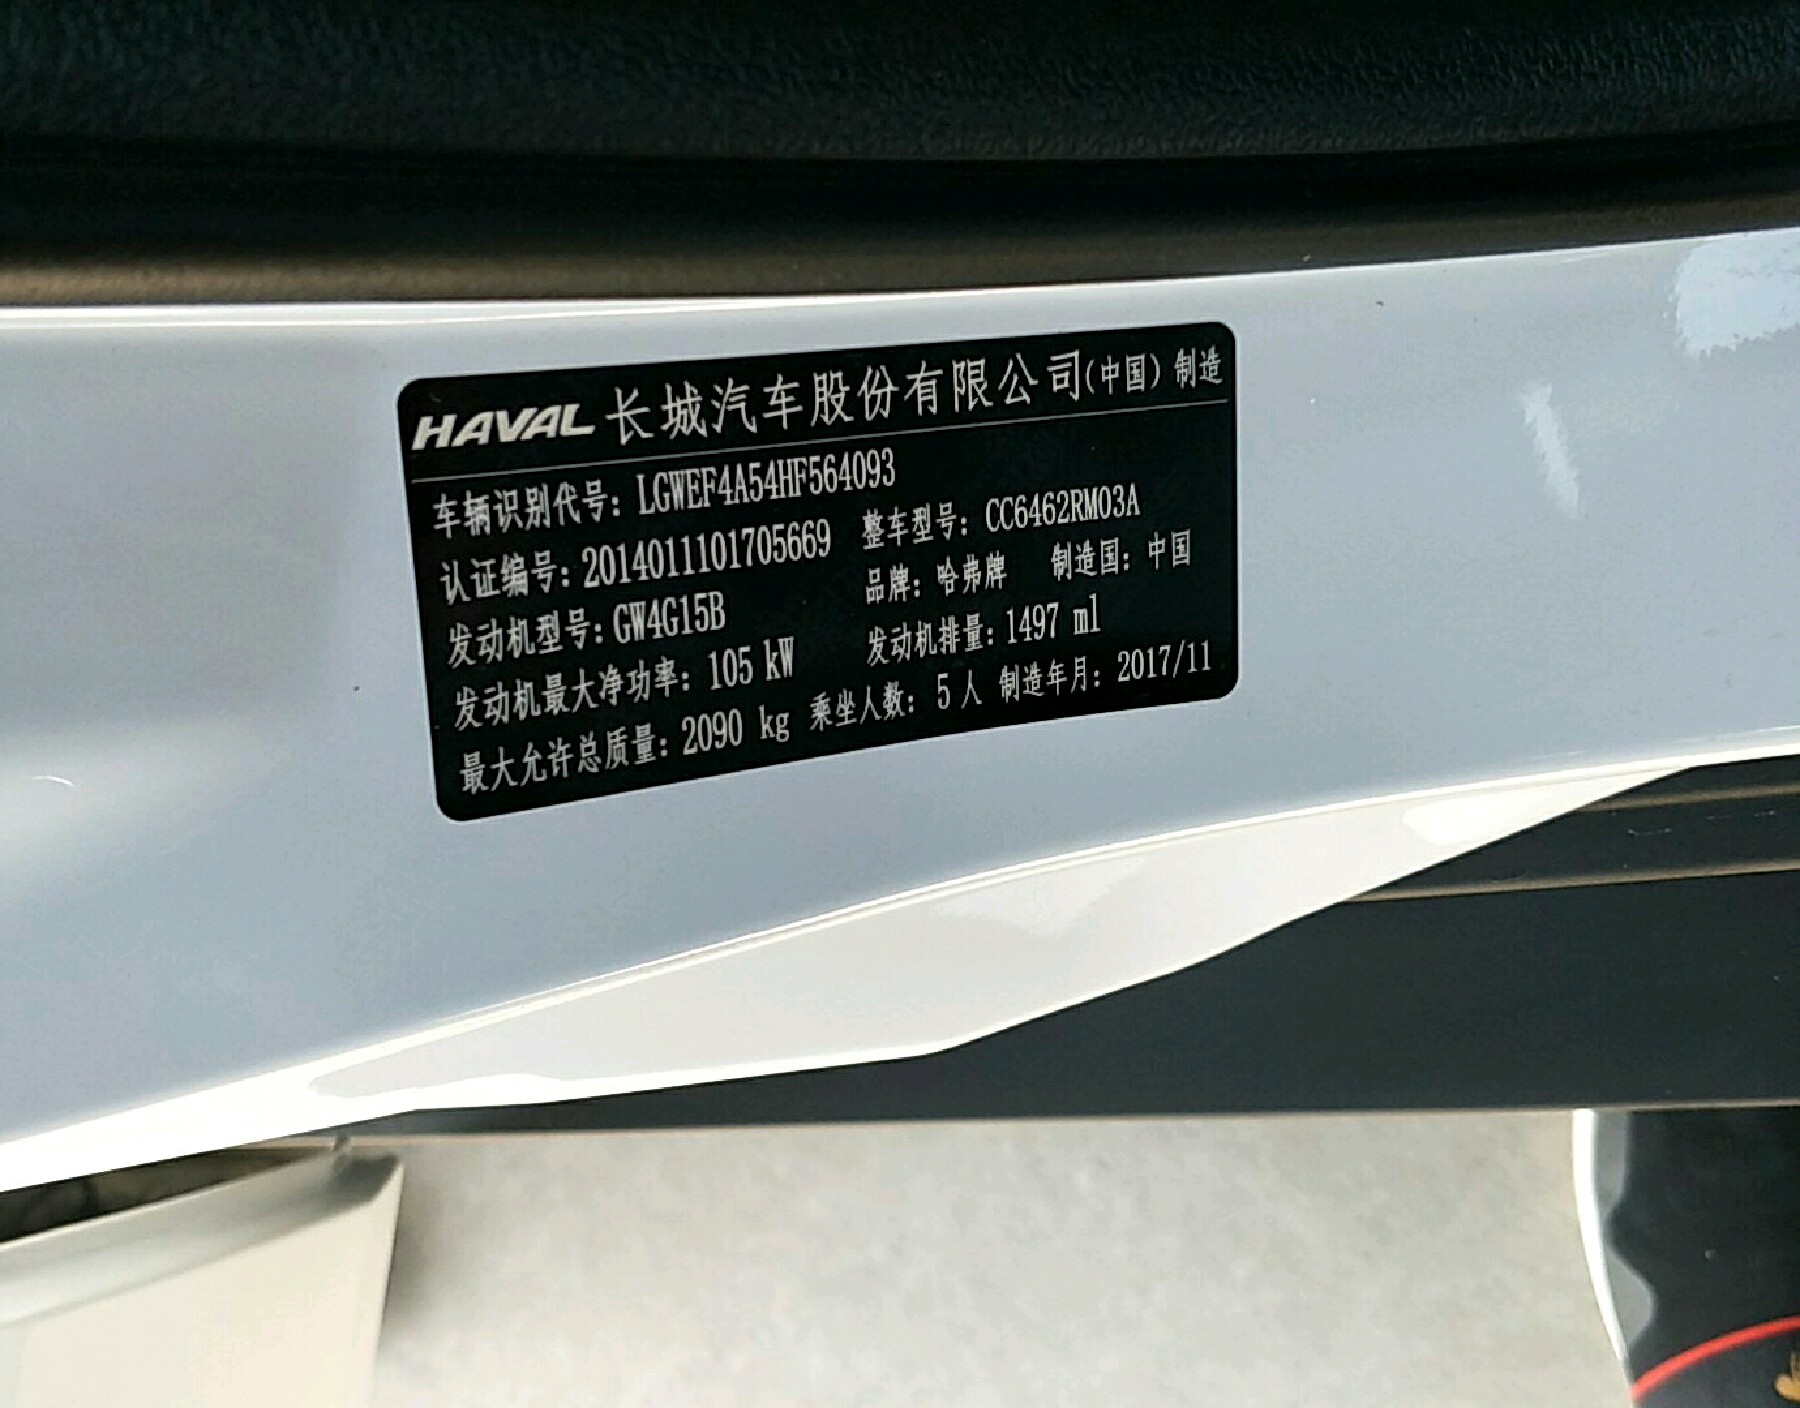 HAVAL 长城汽车股份有限公司(中国)制造
车辆识别代号: LGWEF4A54HF564093
认证编号: 2014011101705669 整车型号: CC6462RM03A
发动机型号: GW4G15B 品牌: 哈弗牌 制造国: 中国
发动机最大净功率: 105 kW 发动机排量: 1497 ml
最大允许总质量: 2090 kg 乘坐人数: 5人 制造年月: 2017/11